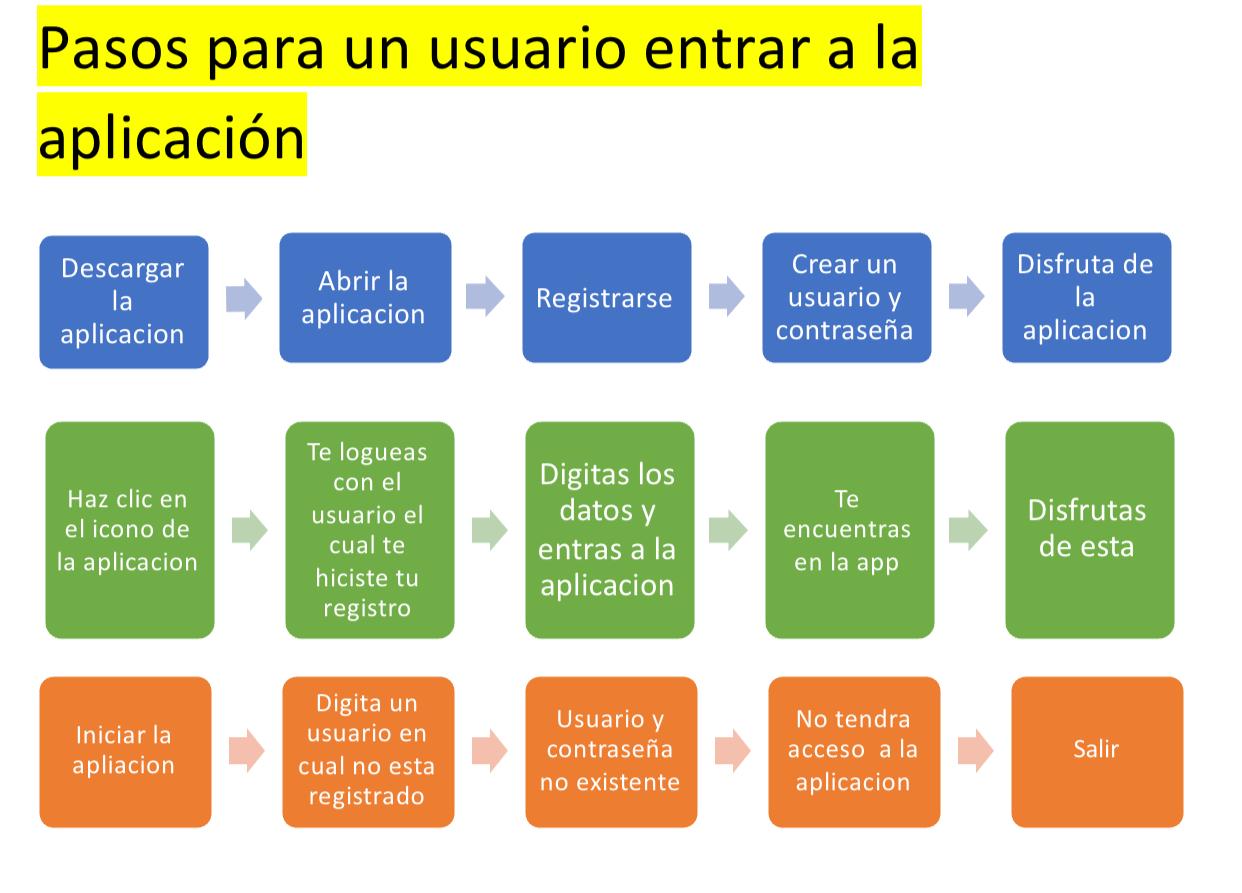 Pasos para un usuario entrar a la
aplicación
Descargar
la
aplicacion
Abrir la
aplicacion
Registrarse
Crear un
usuario y
contraseña
Disfruta de
la
aplicacion
Haz clic en
el icono de
la aplicacion
Te logueas
con el
usuario el
cual te
hiciste tu
registro
Digitas los
datos y
entras a la
aplicacion
Te
encuentras
en la app
Disfrutas
de esta
Iniciar la
apliacion
Digita un
usuario en
cual no esta
registrado
Usuario y
contraseña
no existente
No tendra
acceso  a la
aplicacion
Salir